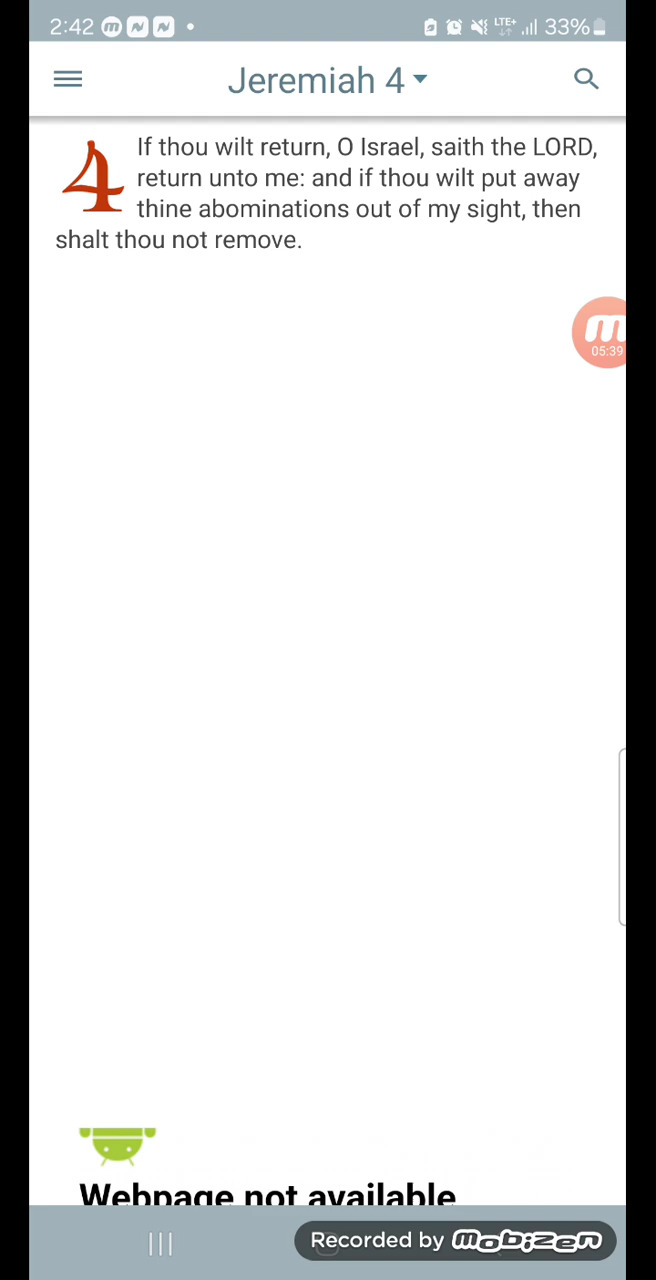 2:42 LTE+ 33%
Jeremiah 4
4 If thou wilt return, O Israel, saith the LORD,
return unto me: and if thou wilt put away
thine abominations out of my sight, then
shalt thou not remove.
m
05:39
Webpage not available
Recorded by mobizen